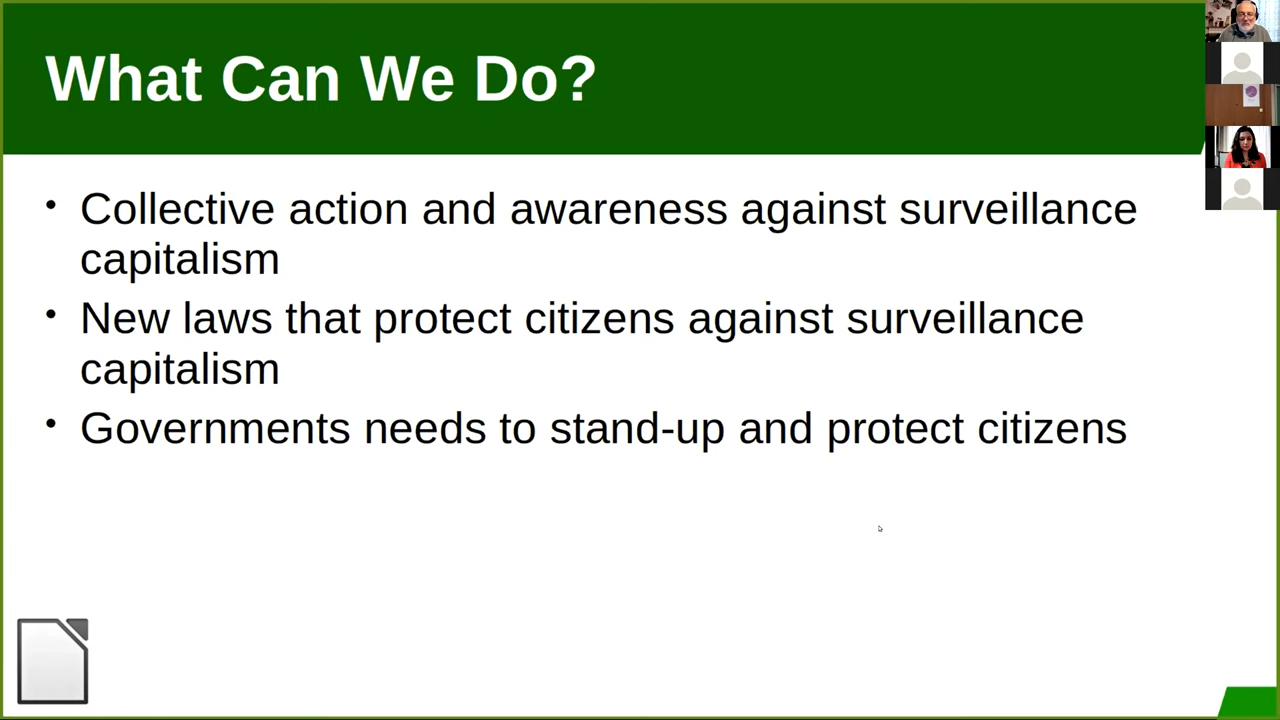 What Can We Do?
• Collective action and awareness against surveillance
capitalism
• New laws that protect citizens against surveillance
capitalism
• Governments needs to stand-up and protect citizens